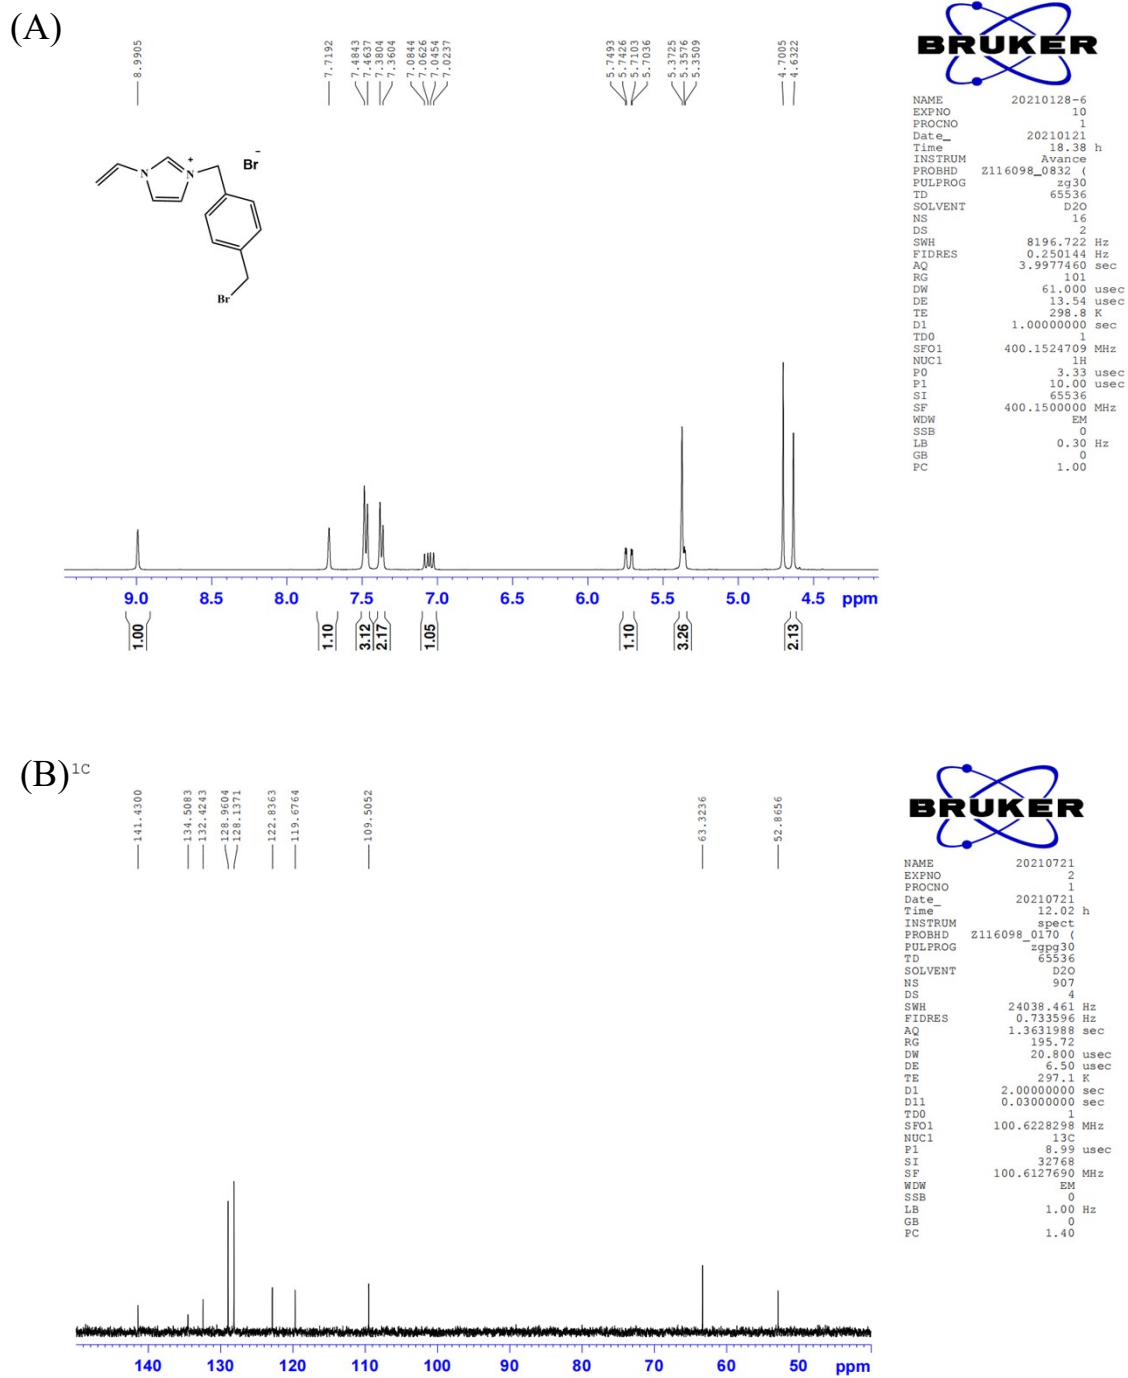 (A)
8.9905
7.7192
7.4843
7.4637
7.3804
7.3604
7.0844
7.0626
7.0454
7.0237
5.7493
5.7426
5.7103
5.7036
5.3725
5.3576
5.3509
4.7005
4.6322
BRUKER
NAME 20210128-6
EXPNO 10
PROCNO 1
Date_ 20210121
Time 18.38 h
INSTRUM Avance
PROBHD Z116098_0832 (
PULPROG zg30
TD 65536
SOLVENT D2O
NS 16
DS 2
SWH 8196.722 Hz
FIDRES 0.250144 Hz
AQ 3.9977460 sec
RG 101
DW 61.000 usec
DE 13.54 usec
TE 298.8 K
D1 1.00000000 sec
TD0 1
SFO1 400.1524709 MHz
NUC1 1H
P0 3.33 usec
P1 10.00 usec
SI 65536
SF 400.1500000 MHz
WDW EM
SSB 0
LB 0.30 Hz
GB 0
PC 1.00
Br-
N N+
Br
9.0 8.5 8.0 7.5 7.0 6.5 6.0 5.5 5.0 4.5 ppm
1.00 1.10 3.12 2.17 1.05 1.10 3.26 2.13
(B) 1C
141.4300
134.5083
132.4243
128.9604
128.1371
122.8363
119.6764
109.5052
63.3236
52.8656
BRUKER
NAME 20210721
EXPNO 2
PROCNO 1
Date_ 20210721
Time 12.02 h
INSTRUM spect
PROBHD Z116098_0170 (
PULPROG zgpg30
TD 65536
SOLVENT D2O
NS 907
DS 4
SWH 24038.461 Hz
FIDRES 0.733596 Hz
AQ 1.3631988 sec
RG 195.72
DW 20.800 usec
DE 6.50 usec
TE 297.1 K
D1 2.00000000 sec
D11 0.03000000 sec
TD0 1
SFO1 100.6228298 MHz
NUC1 13C
P1 8.99 usec
SI 32768
SF 100.6127690 MHz
WDW EM
SSB 0
LB 1.00 Hz
GB 0
PC 1.40
140 130 120 110 100 90 80 70 60 50 ppm